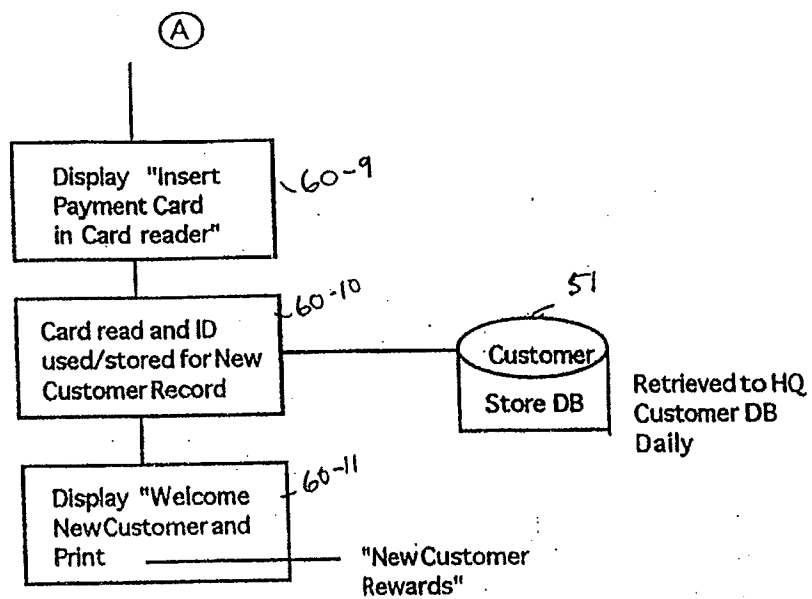 A
Display "Insert
Payment Card
in Card reader"
60-9
Card read and ID
used/stored for New
Customer Record
60-10
51
Customer
Store DB
Retrieved to HQ
Customer DB
Daily
Display "Welcome
New Customer and
Print
60-11
"New Customer
Rewards"